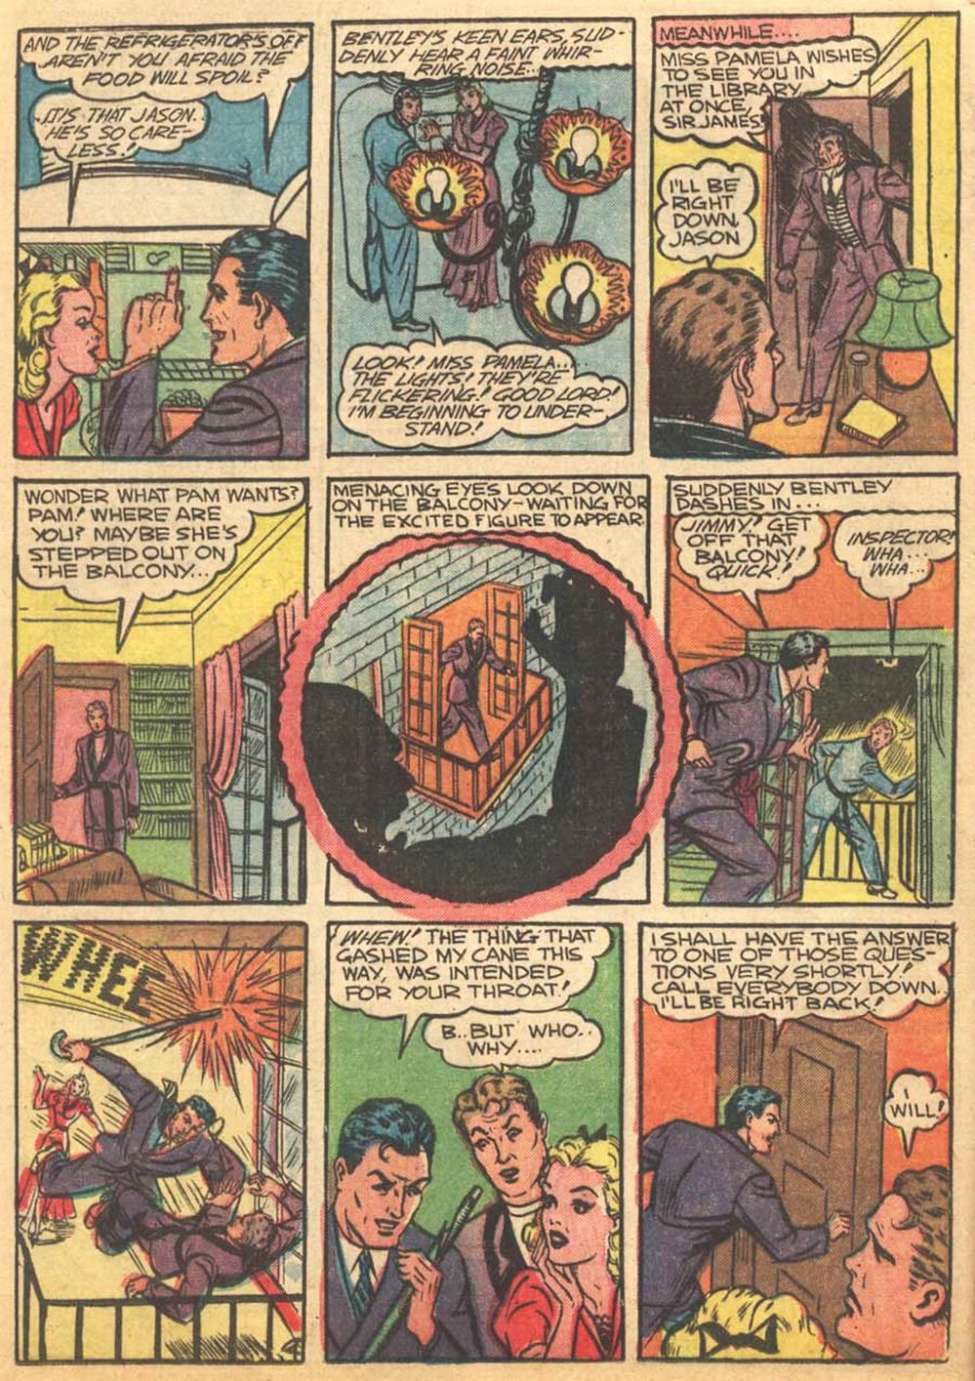 AND THE REFRIGERATOR'S OFF
AREN'T YOU AFRAID THE
FOOD WILL SPOIL?
IT'S THAT JASON.
HE'S SO CARE-
LESS!
BENTLEY'S KEEN EARS, SUD-
DENLY HEAR A FAINT WHIR-
RING NOISE...
LOOK! MISS PAMELA...
THE LIGHTS! THEY'RE
FLICKERING! GOOD LORD!
I'M BEGINNING TO UNDER-
STAND!
MEANWHILE....
MISS PAMELA WISHES
TO SEE YOU IN
THE LIBRARY
AT ONCE,
SIR JAMES!
I'LL BE
RIGHT
DOWN,
JASON
WONDER WHAT PAM WANTS?
PAM! WHERE ARE
YOU? MAYBE SHE'S
STEPPED OUT ON
THE BALCONY...
MENACING EYES LOOK DOWN
ON THE BALCONY-WAITING FOR
THE EXCITED FIGURE TO APPEAR.
SUDDENLY BENTLEY
DASHES IN...
JIMMY! GET
OFF THAT
BALCONY!
QUICK!
INSPECTOR!
WHA...
WHA...
WHEE
WHEW! THE THING THAT
GASHED MY CANE THIS
WAY, WAS INTENDED
FOR YOUR THROAT!
B..BUT WHO..
WHY....
I SHALL HAVE THE ANSWER
TO ONE OF THOSE QUES-
TIONS VERY SHORTLY!
CALL EVERYBODY DOWN.
I'LL BE RIGHT BACK!
I
WILL!